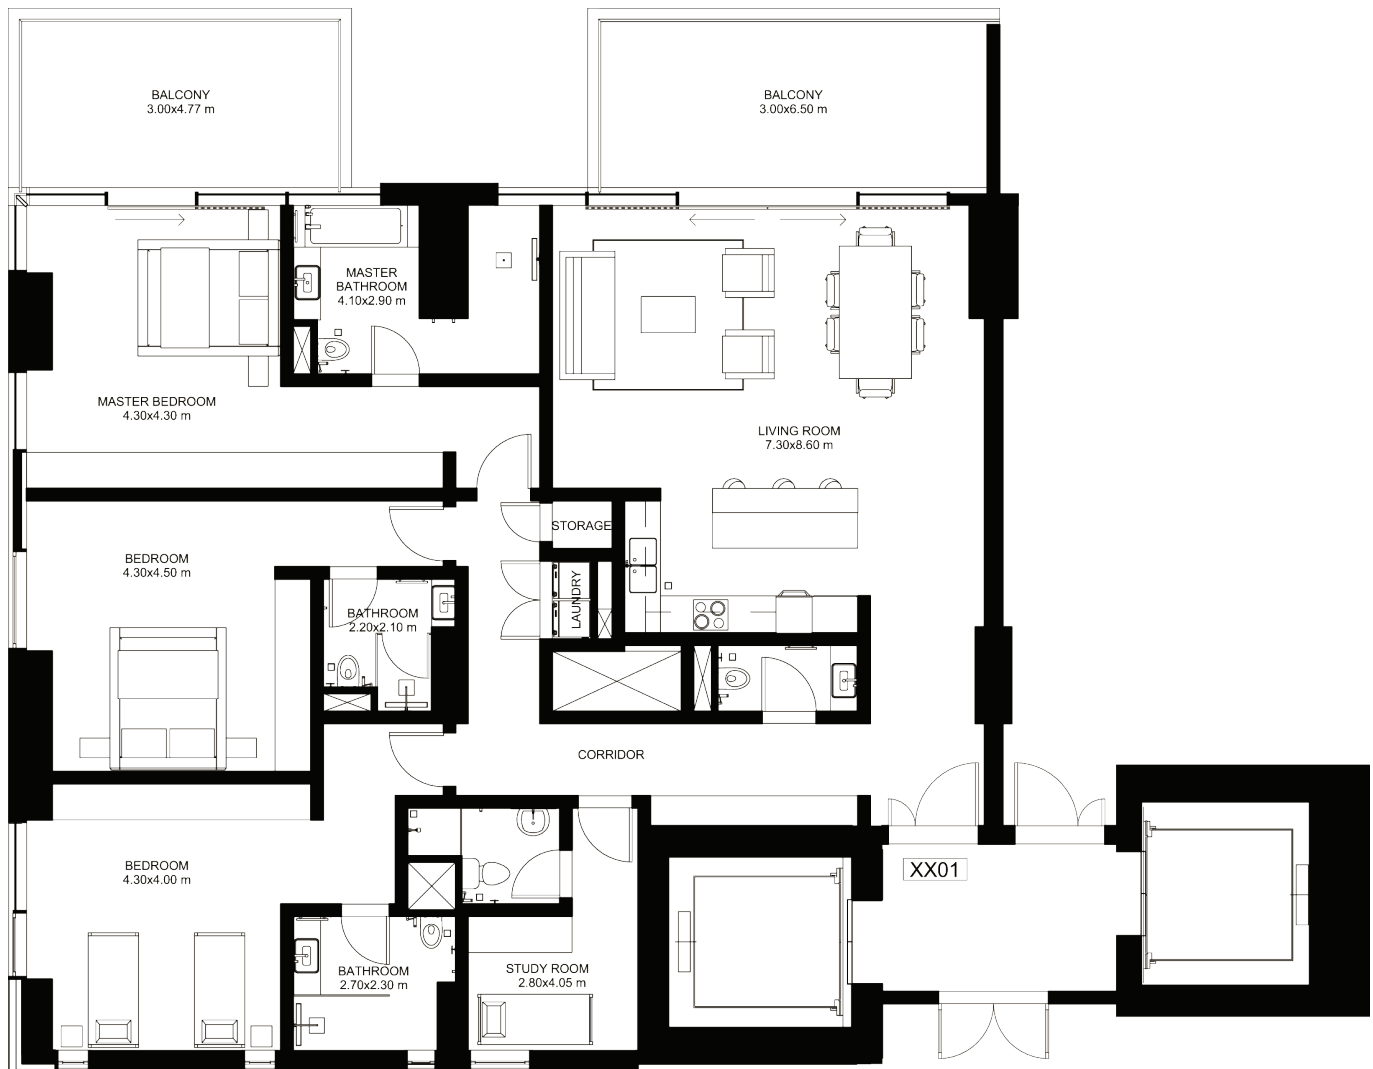 BALCONY
3.00x4.77 m
BALCONY
3.00x6.50 m
MASTER
BATHROOM
4.10x2.90 m
MASTER BEDROOM
4.30x4.30 m
LIVING ROOM
7.30x8.60 m
STORAGE
BEDROOM
4.30x4.50 m
LAUNDRY
BATHROOM
2.20x2.10 m
CORRIDOR
BEDROOM
4.30x4.00 m
XX01
BATHROOM
2.70x2.30 m
STUDY ROOM
2.80x4.05 m